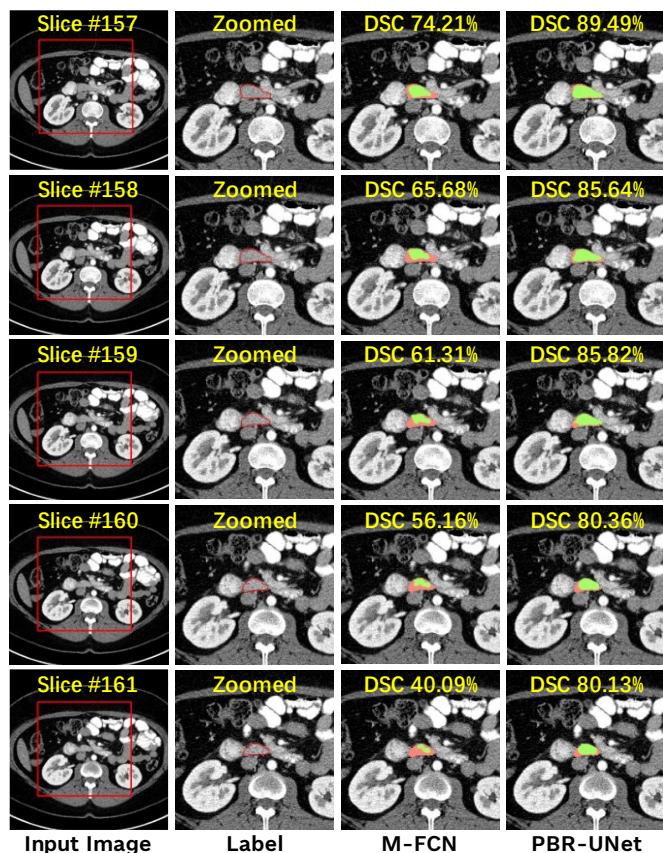 Slice #157 Zoomed DSC 74.21% DSC 89.49%
Slice #158 Zoomed DSC 65.68% DSC 85.64%
Slice #159 Zoomed DSC 61.31% DSC 85.82%
Slice #160 Zoomed DSC 56.16% DSC 80.36%
Slice #161 Zoomed DSC 40.09% DSC 80.13%
Input Image Label M-FCN PBR-UNet